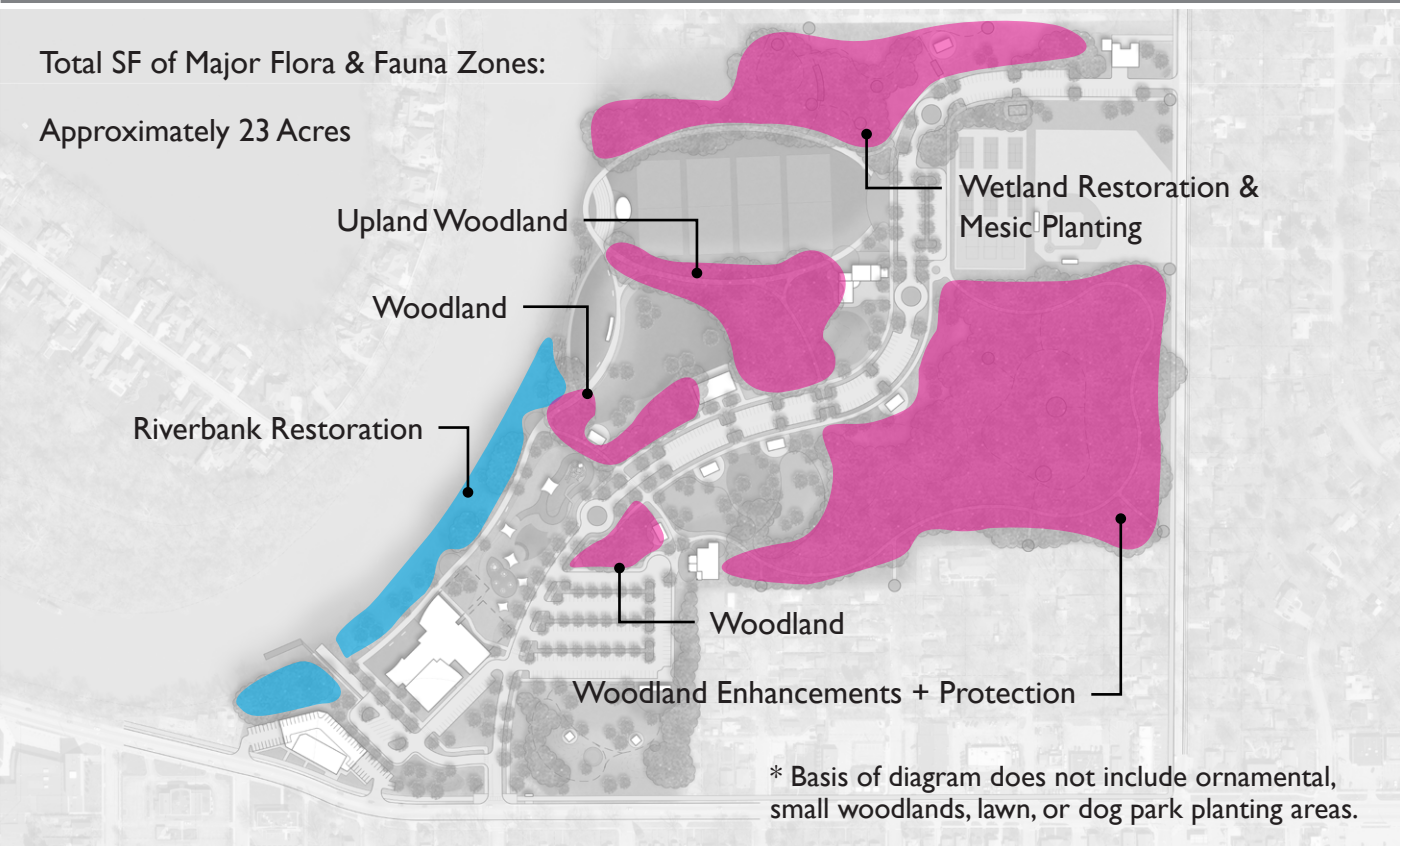 Total SF of Major Flora & Fauna Zones:
Approximately 23 Acres
Wetland Restoration &
Mesic Planting
Upland Woodland
Woodland
Riverbank Restoration
Woodland
Woodland Enhancements + Protection
* Basis of diagram does not include ornamental,
small woodlands, lawn, or dog park planting areas.